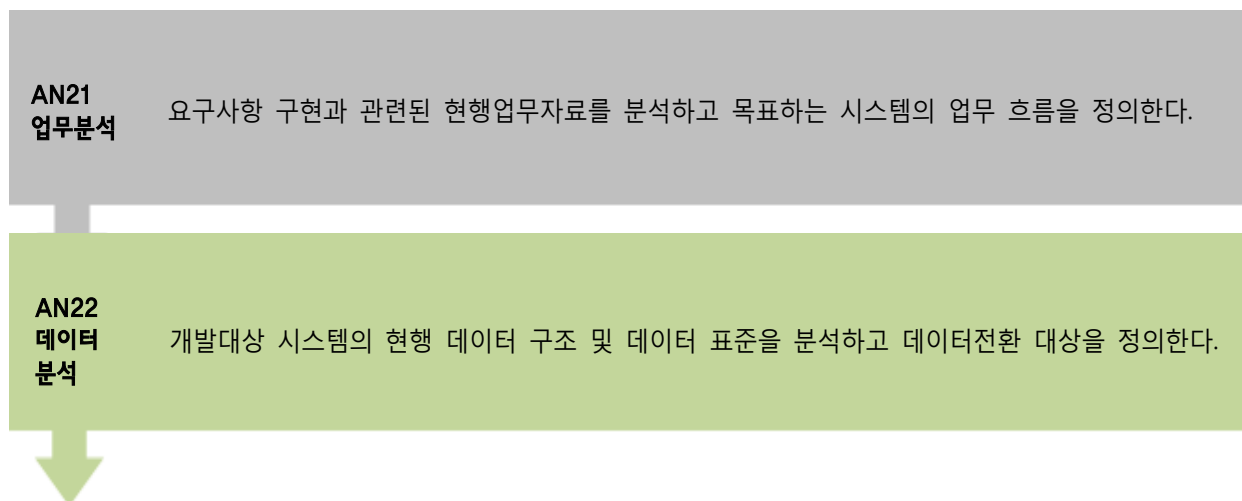 AN21
업무분석
요구사항 구현과 관련된 현행업무자료를 분석하고 목표하는 시스템의 업무 흐름을 정의한다.
AN22
데이터
분석
개발대상 시스템의 현행 데이터 구조 및 데이터 표준을 분석하고 데이터전환 대상을 정의한다.